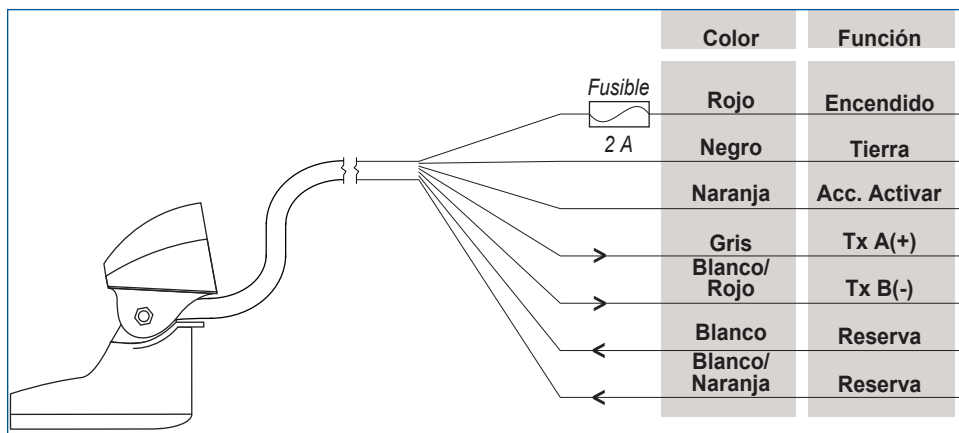 Color Función
Fusible
Rojo Encendido
2 A
Negro Tierra
Naranja Acc. Activar
Gris Tx A(+)
Blanco/
Rojo Tx B(-)
Blanco Reserva
Blanco/
Naranja Reserva